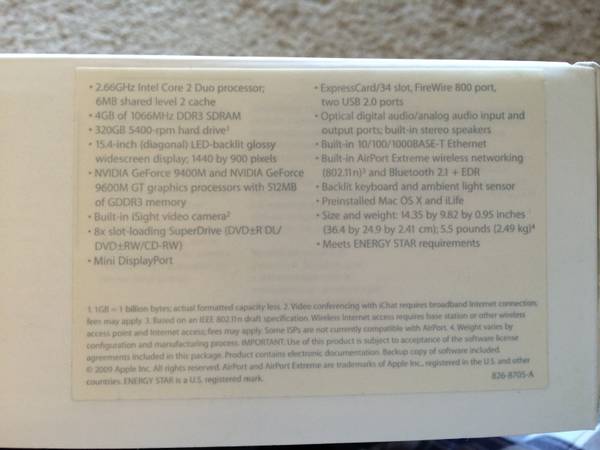 • 2.66GHz Intel Core 2 Duo processor;
6MB shared level 2 cache
• 4GB of 1066MHz DDR3 SDRAM
• 320GB 5400-rpm hard drive¹
• 15.4-inch (diagonal) LED-backlit glossy
widescreen display; 1440 by 900 pixels
• NVIDIA GeForce 9400M and NVIDIA GeForce
9600M GT graphics processors with 512MB
of GDDR3 memory
• Built-in iSight video camera²
• 8x slot-loading SuperDrive (DVD±R DL/
DVD±RW/CD-RW)
• Mini DisplayPort
• ExpressCard/34 slot, FireWire 800 port,
two USB 2.0 ports
• Optical digital audio/analog audio input and
output ports; built-in stereo speakers
• Built-in 10/100/1000BASE-T Ethernet
• Built-in AirPort Extreme wireless networking
(802.11n)³ and Bluetooth 2.1 + EDR
• Backlit keyboard and ambient light sensor
• Preinstalled Mac OS X and iLife
• Size and weight: 14.35 by 9.82 by 0.95 inches
(36.4 by 24.9 by 2.41 cm); 5.5 pounds (2.49 kg)⁴
• Meets ENERGY STAR requirements
1. 1GB = 1 billion bytes; actual formatted capacity less. 2. Video conferencing with iChat requires broadband Internet connection;
fees may apply. 3. Based on an IEEE 802.11n draft specification. Wireless Internet access requires base station or other wireless
access point and Internet access; fees may apply. Some ISPs are not currently compatible with AirPort. 4. Weight varies by
configuration and manufacturing process. IMPORTANT: Use of this product is subject to acceptance of the software license
agreements included in this package. Product contains electronic documentation. Backup copy of software included.
© 2009 Apple Inc. All rights reserved. AirPort and AirPort Extreme are trademarks of Apple Inc., registered in the U.S. and other
countries. ENERGY STAR is a U.S. registered mark.
826-8705-A